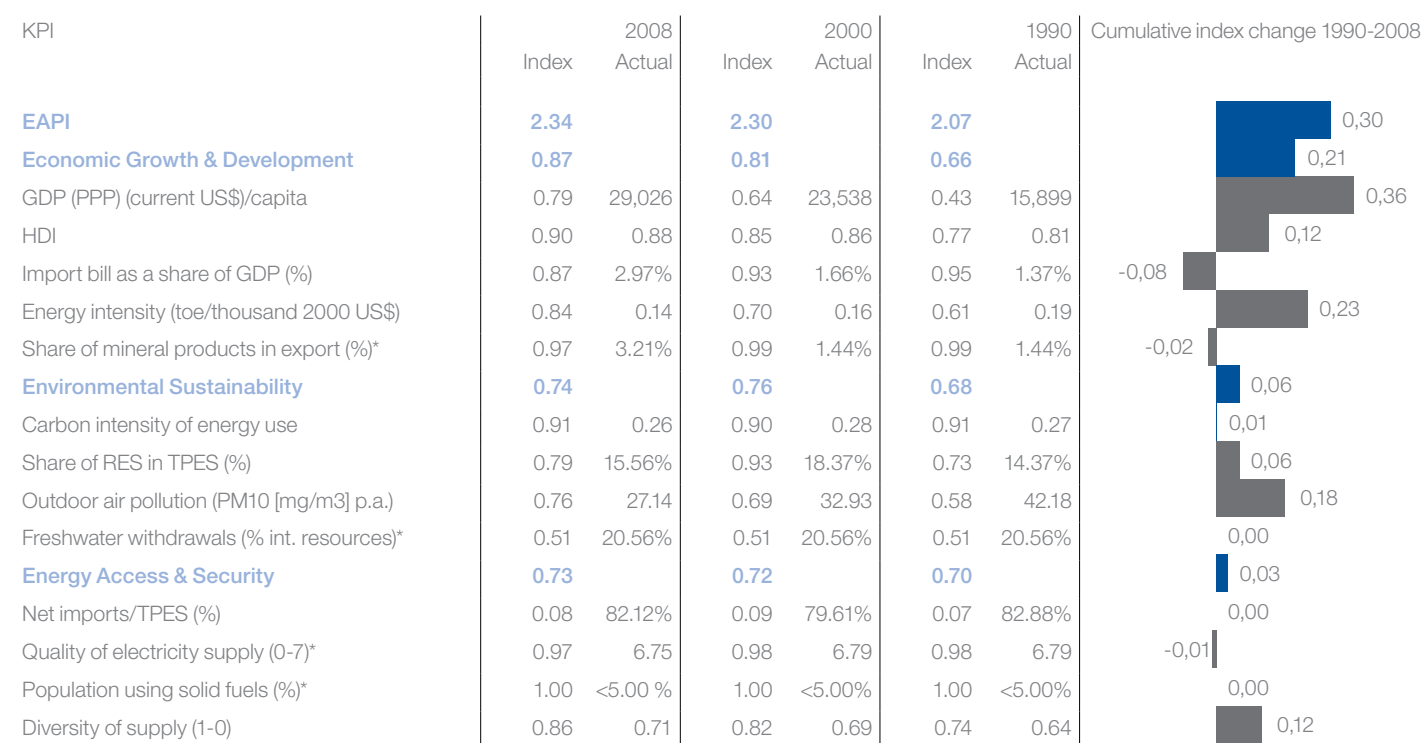 KPI 2008 2000 1990 Cumulative index change 1990-2008
Index Actual Index Actual Index Actual
EAPI 2.34 2.30 2.07 0,30
Economic Growth & Development 0.87 0.81 0.66 0,21
GDP (PPP) (current US$)/capita 0.79 29,026 0.64 23,538 0.43 15,899 0,36
HDI 0.90 0.88 0.85 0.86 0.77 0.81 0,12
Import bill as a share of GDP (%) 0.87 2.97% 0.93 1.66% 0.95 1.37% -0,08
Energy intensity (toe/thousand 2000 US$) 0.84 0.14 0.70 0.16 0.61 0.19 0,23
Share of mineral products in export (%)* 0.97 3.21% 0.99 1.44% 0.99 1.44% -0,02
Environmental Sustainability 0.74 0.76 0.68 0,06
Carbon intensity of energy use 0.91 0.26 0.90 0.28 0.91 0.27 0,01
Share of RES in TPES (%) 0.79 15.56% 0.93 18.37% 0.73 14.37% 0,06
Outdoor air pollution (PM10 [mg/m3] p.a.) 0.76 27.14 0.69 32.93 0.58 42.18 0,18
Freshwater withdrawals (% int. resources)* 0.51 20.56% 0.51 20.56% 0.51 20.56% 0,00
Energy Access & Security 0.73 0.72 0.70 0,03
Net imports/TPES (%) 0.08 82.12% 0.09 79.61% 0.07 82.88% 0,00
Quality of electricity supply (0-7)* 0.97 6.75 0.98 6.79 0.98 6.79 -0,01
Population using solid fuels (%)* 1.00 <5.00 % 1.00 <5.00% 1.00 <5.00% 0,00
Diversity of supply (1-0) 0.86 0.71 0.82 0.69 0.74 0.64 0,12